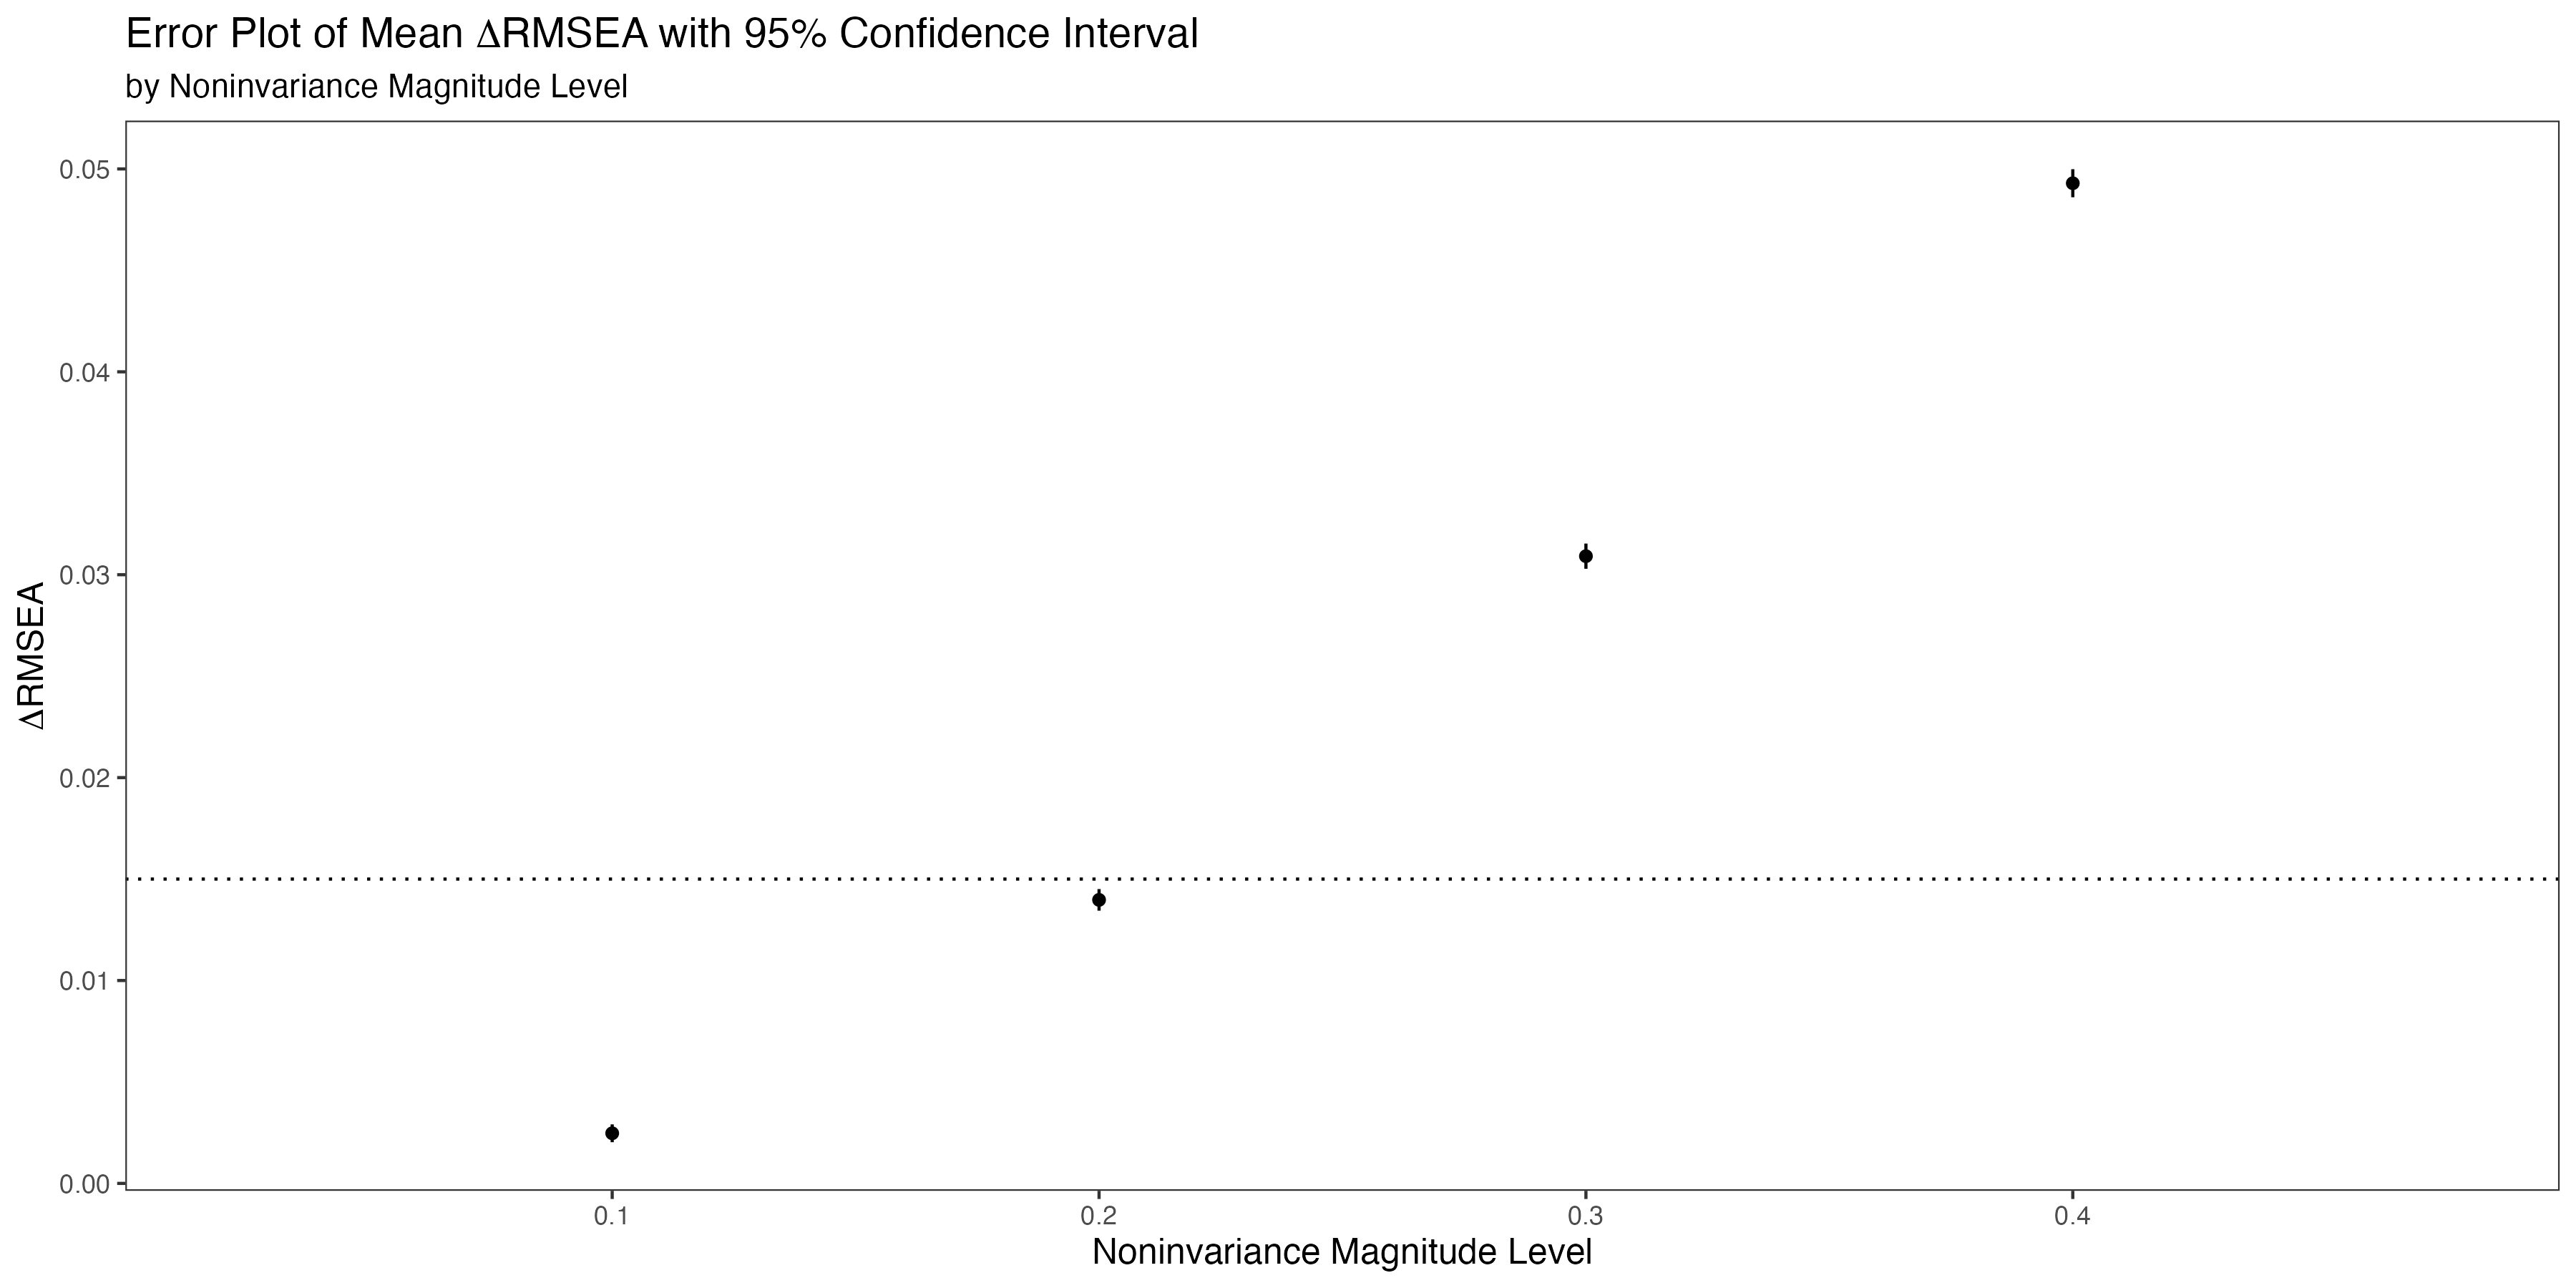 Error Plot of Mean ΔRMSEA with 95% Confidence Interval
by Noninvariance Magnitude Level
0.05
0.04
0.03
0.02
0.01
0.00
ΔRMSEA
0.1 0.2 0.3 0.4
Noninvariance Magnitude Level